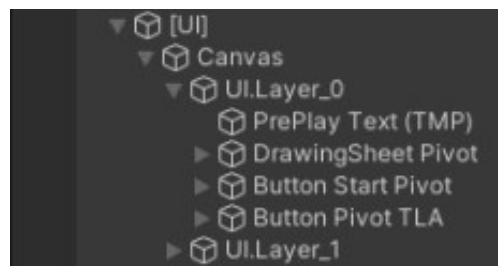 [UI]
Canvas
UI.Layer_0
PrePlay Text (TMP)
DrawingSheet Pivot
Button Start Pivot
Button Pivot TLA
UI.Layer_1